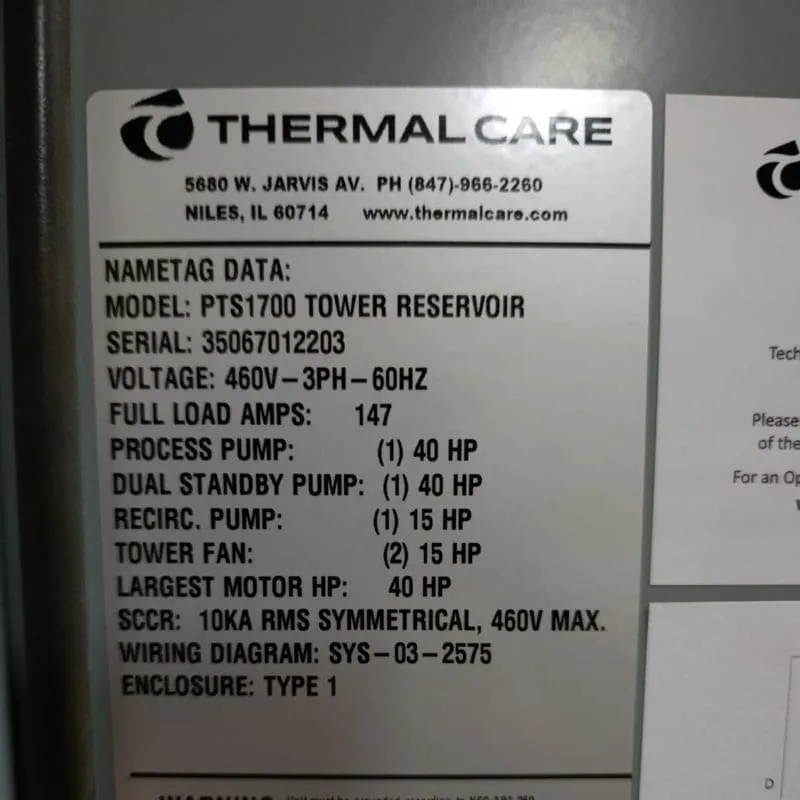 THERMAL CARE
5680 W. JARVIS AV. PH (847)-966-2260
NILES, IL 60714 www.thermalcare.com
NAMETAG DATA:
MODEL: PTS1700 TOWER RESERVOIR
SERIAL: 35067012203
VOLTAGE: 460V-3PH-60HZ
FULL LOAD AMPS: 147
PROCESS PUMP: (1) 40 HP
DUAL STANDBY PUMP: (1) 40 HP
RECIRC. PUMP: (1) 15 HP
TOWER FAN: (2) 15 HP
LARGEST MOTOR HP: 40 HP
SCCR: 10KA RMS SYMMETRICAL, 460V MAX.
WIRING DIAGRAM: SYS-03-2575
ENCLOSURE: TYPE 1
Tech
Please
of the
For an Op
D